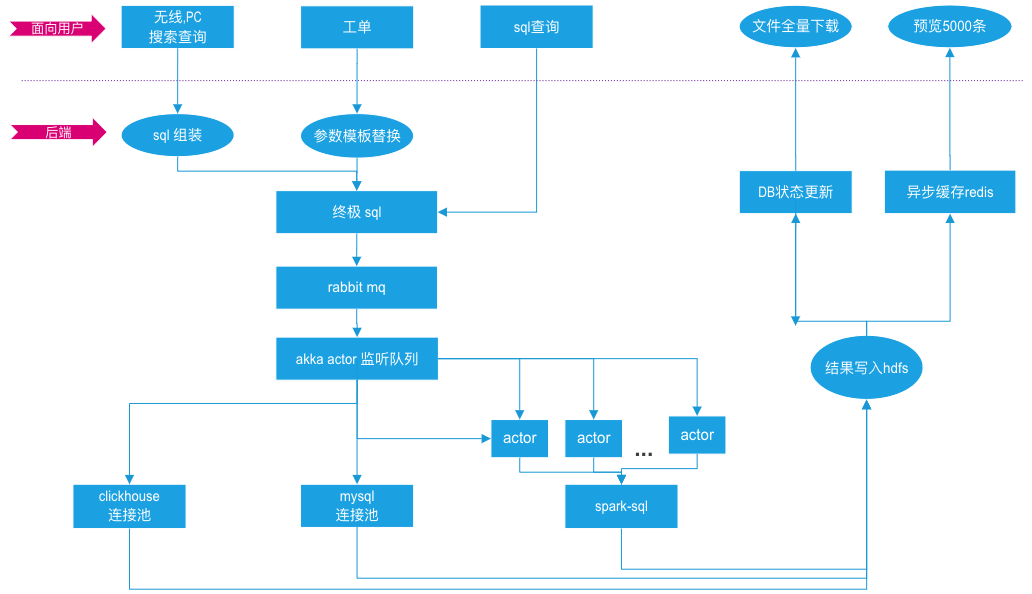 面向用户
无线,PC
搜索查询
工单
sql查询
文件全量下载
预览5000条
后端
sql 组装
参数模板替换
终极 sql
DB状态更新
异步缓存redis
rabbit mq
akka actor 监听队列
结果写入hdfs
actor
actor
...
actor
clickhouse
连接池
mysql
连接池
spark-sql